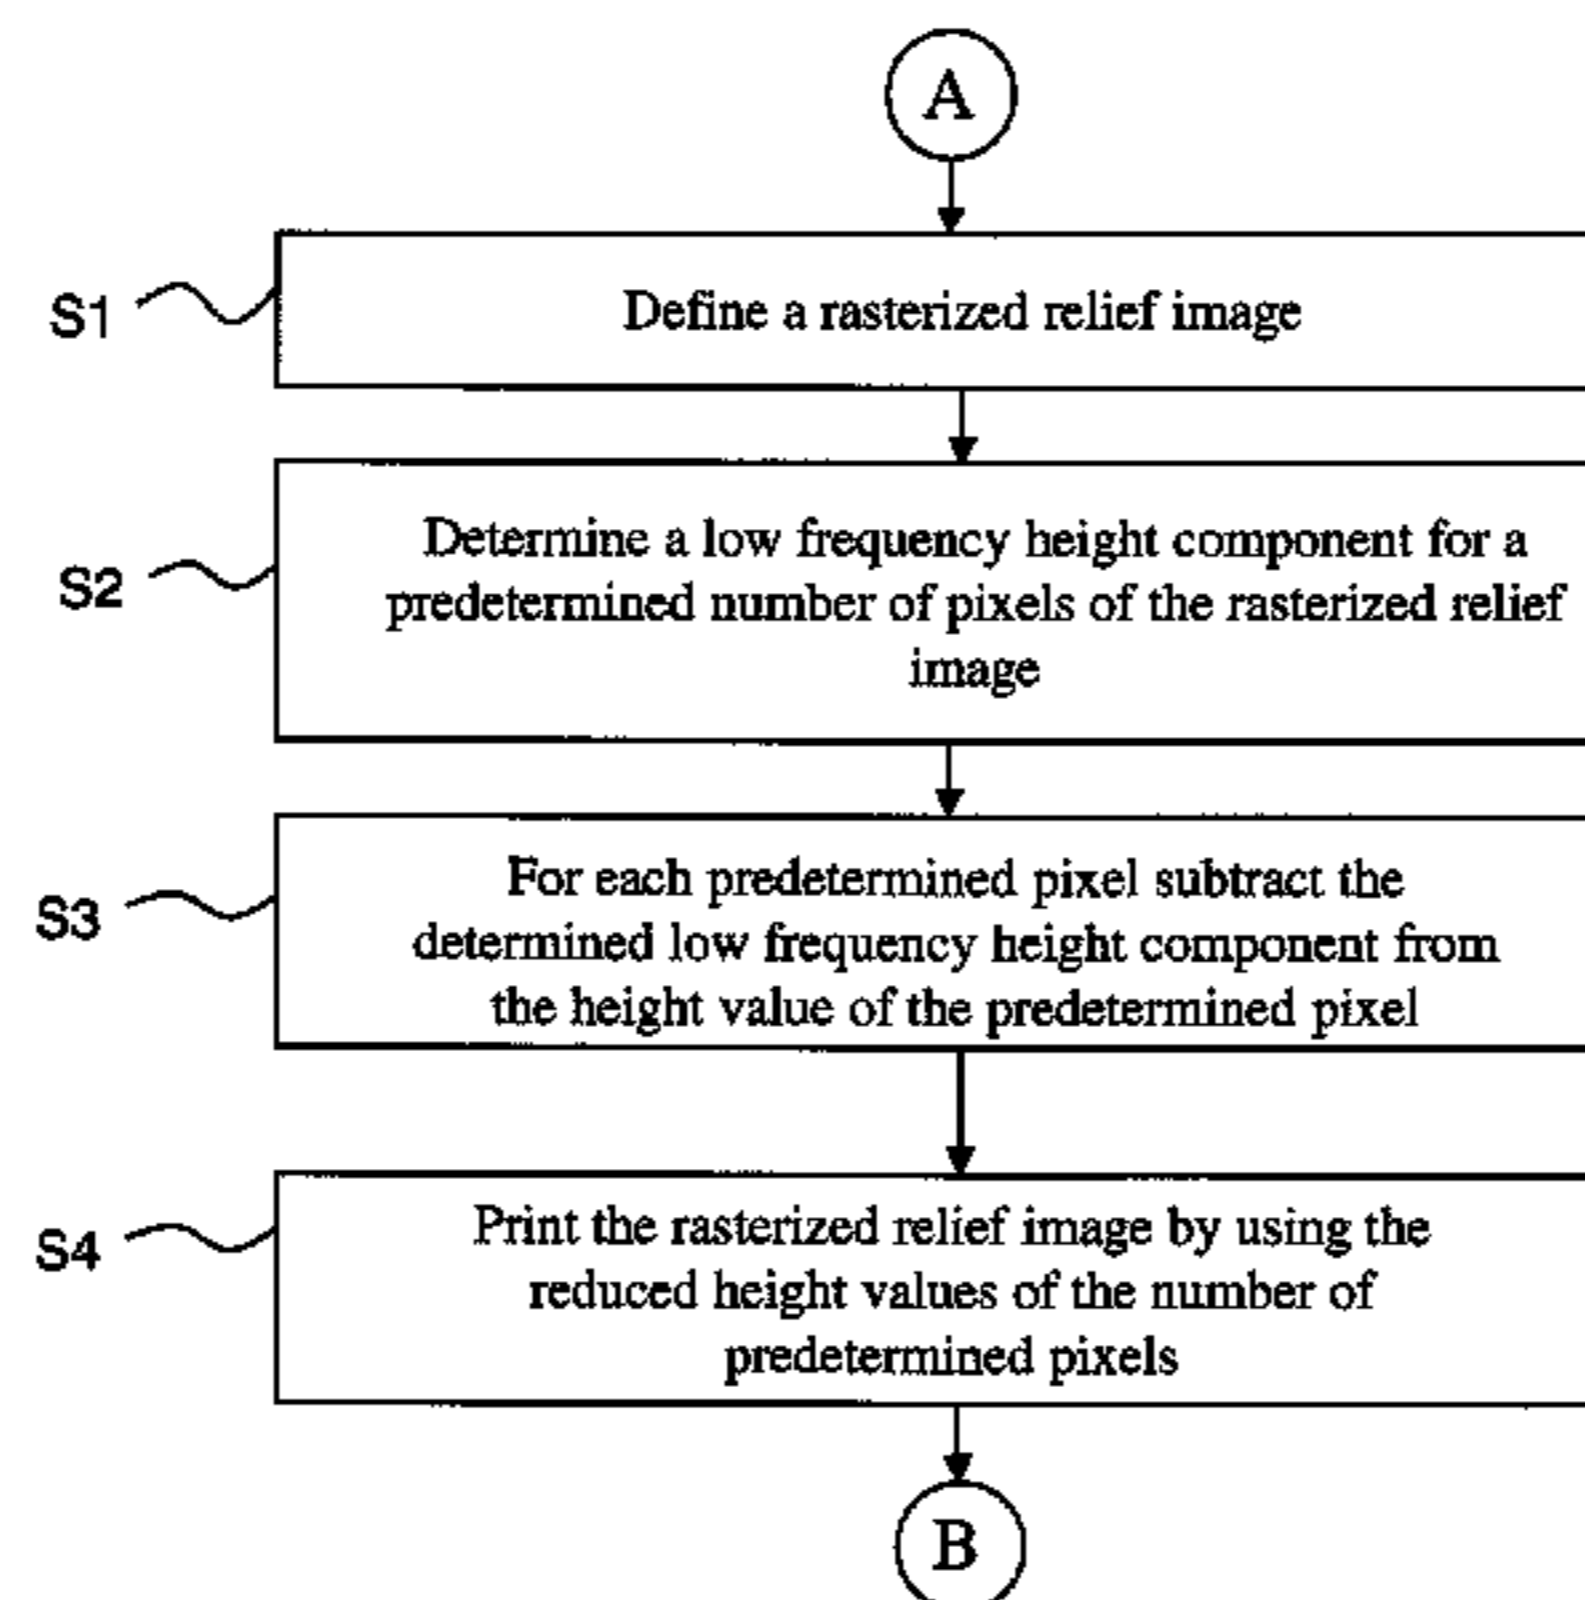 A
S1
Define a rasterized relief image
S2
Determine a low frequency height component for a
predetermined number of pixels of the rasterized relief
image
S3
For each predetermined pixel subtract the
determined low frequency height component from
the height value of the predetermined pixel
S4
Print the rasterized relief image by using the
reduced height values of the number of
predetermined pixels
B